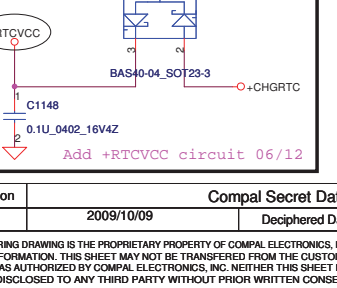 RTCVCC
3
2
BAS40-04_SOT23-3
+CHGRTC
1
C1148
0.1U_0402_16V4Z
2
Add +RTCVCC circuit 06/12
on
Compal Secret Da
2009/10/09
Deciphered D
RING DRAWING IS THE PROPRIETARY PROPERTY OF COMPAL ELECTRONICS, I
FORMATION. THIS SHEET MAY NOT BE TRANSFERED FROM THE CUSTO
AS AUTHORIZED BY COMPAL ELECTRONICS, INC. NEITHER THIS SHEET
DISCLOSED TO ANY THIRD PARTY WITHOUT PRIOR WRITTEN CONSE